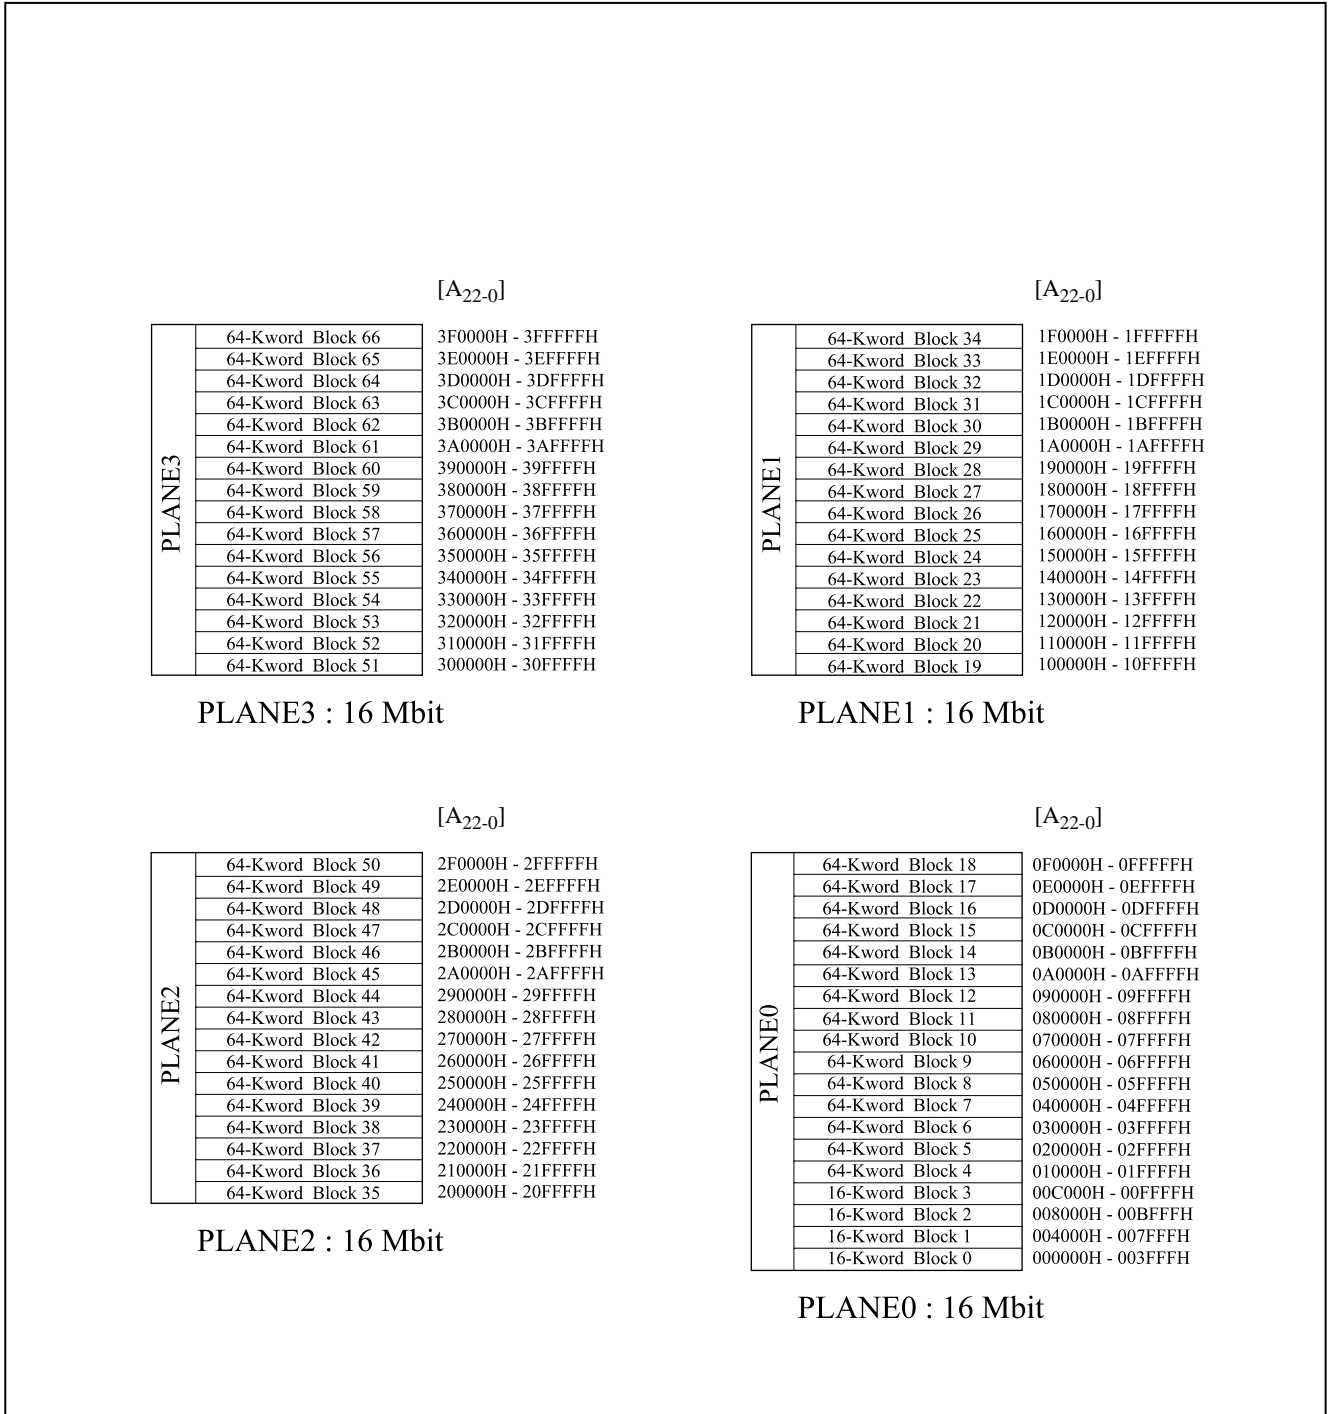 [A22-0]
PLANE3
64-Kword Block 66 3F0000H - 3FFFFFH
64-Kword Block 65 3E0000H - 3EFFFFH
64-Kword Block 64 3D0000H - 3DFFFFH
64-Kword Block 63 3C0000H - 3CFFFFH
64-Kword Block 62 3B0000H - 3BFFFFH
64-Kword Block 61 3A0000H - 3AFFFFH
64-Kword Block 60 390000H - 39FFFFH
64-Kword Block 59 380000H - 38FFFFH
64-Kword Block 58 370000H - 37FFFFH
64-Kword Block 57 360000H - 36FFFFH
64-Kword Block 56 350000H - 35FFFFH
64-Kword Block 55 340000H - 34FFFFH
64-Kword Block 54 330000H - 33FFFFH
64-Kword Block 53 320000H - 32FFFFH
64-Kword Block 52 310000H - 31FFFFH
64-Kword Block 51 300000H - 30FFFFH
PLANE3 : 16 Mbit
[A22-0]
PLANE1
64-Kword Block 34 1F0000H - 1FFFFFH
64-Kword Block 33 1E0000H - 1EFFFFH
64-Kword Block 32 1D0000H - 1DFFFFH
64-Kword Block 31 1C0000H - 1CFFFFH
64-Kword Block 30 1B0000H - 1BFFFFH
64-Kword Block 29 1A0000H - 1AFFFFH
64-Kword Block 28 190000H - 19FFFFH
64-Kword Block 27 180000H - 18FFFFH
64-Kword Block 26 170000H - 17FFFFH
64-Kword Block 25 160000H - 16FFFFH
64-Kword Block 24 150000H - 15FFFFH
64-Kword Block 23 140000H - 14FFFFH
64-Kword Block 22 130000H - 13FFFFH
64-Kword Block 21 120000H - 12FFFFH
64-Kword Block 20 110000H - 11FFFFH
64-Kword Block 19 100000H - 10FFFFH
PLANE1 : 16 Mbit
[A22-0]
PLANE2
64-Kword Block 50 2F0000H - 2FFFFFH
64-Kword Block 49 2E0000H - 2EFFFFH
64-Kword Block 48 2D0000H - 2DFFFFH
64-Kword Block 47 2C0000H - 2CFFFFH
64-Kword Block 46 2B0000H - 2BFFFFH
64-Kword Block 45 2A0000H - 2AFFFFH
64-Kword Block 44 290000H - 29FFFFH
64-Kword Block 43 280000H - 28FFFFH
64-Kword Block 42 270000H - 27FFFFH
64-Kword Block 41 260000H - 26FFFFH
64-Kword Block 40 250000H - 25FFFFH
64-Kword Block 39 240000H - 24FFFFH
64-Kword Block 38 230000H - 23FFFFH
64-Kword Block 37 220000H - 22FFFFH
64-Kword Block 36 210000H - 21FFFFH
64-Kword Block 35 200000H - 20FFFFH
PLANE2 : 16 Mbit
[A22-0]
PLANE0
64-Kword Block 18 0F0000H - 0FFFFFH
64-Kword Block 17 0E0000H - 0EFFFFH
64-Kword Block 16 0D0000H - 0DFFFFH
64-Kword Block 15 0C0000H - 0CFFFFH
64-Kword Block 14 0B0000H - 0BFFFFH
64-Kword Block 13 0A0000H - 0AFFFFH
64-Kword Block 12 090000H - 09FFFFH
64-Kword Block 11 080000H - 08FFFFH
64-Kword Block 10 070000H - 07FFFFH
64-Kword Block 9 060000H - 06FFFFH
64-Kword Block 8 050000H - 05FFFFH
64-Kword Block 7 040000H - 04FFFFH
64-Kword Block 6 030000H - 03FFFFH
64-Kword Block 5 020000H - 02FFFFH
64-Kword Block 4 010000H - 01FFFFH
16-Kword Block 3 00C000H - 00FFFFH
16-Kword Block 2 008000H - 00BFFFH
16-Kword Block 1 004000H - 007FFFH
16-Kword Block 0 000000H - 003FFFH
PLANE0 : 16 Mbit